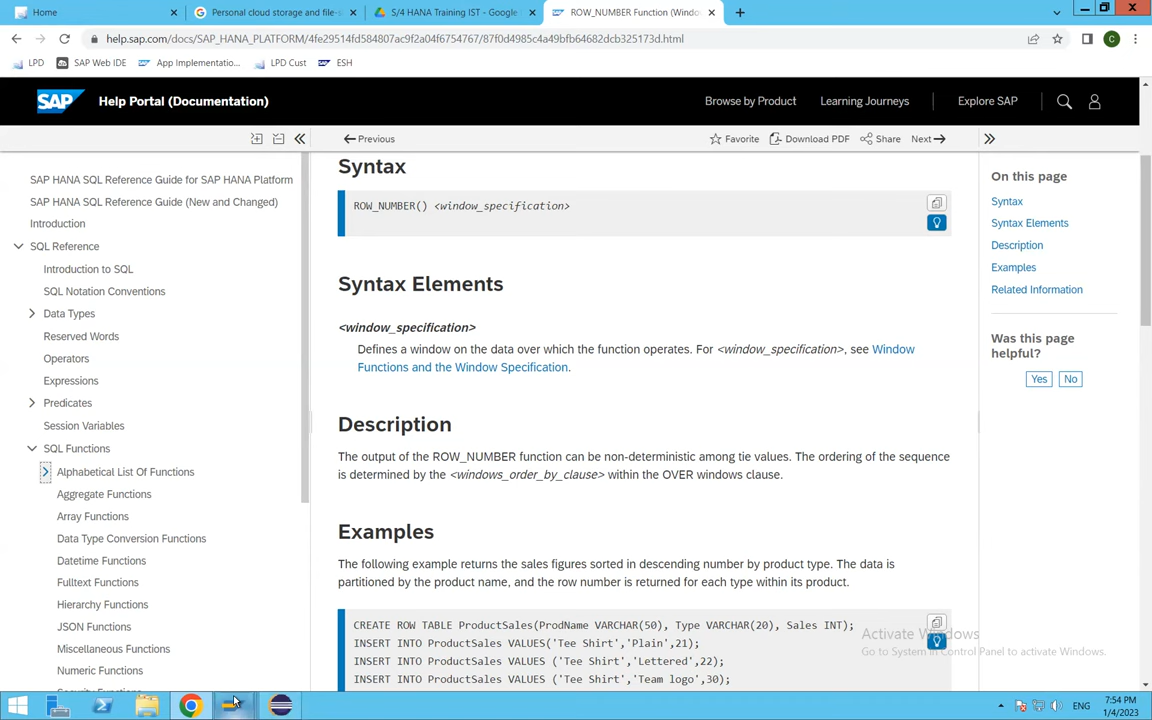 Home
Personal cloud storage and file-s
S/4 HANA Training IST - Google
ROW_NUMBER Function (Windo
help.sap.com/docs/SAP_HANA_PLATFORM/4fe29514fd584807ac9f2a04f6754767/87f0d4985c4a49bfb64682dcb325173d.html
C
LPD
SAP Web IDE
App Implementatio...
LPD Cust
ESH
SAP
Help Portal (Documentation)
Browse by Product
Learning Journeys
Explore SAP
Previous
Favorite
Download PDF
Share
Next
SAP HANA SQL Reference Guide for SAP HANA Platform
SAP HANA SQL Reference Guide (New and Changed)
Introduction
SQL Reference
Introduction to SQL
SQL Notation Conventions
Data Types
Reserved Words
Operators
Expressions
Predicates
Session Variables
SQL Functions
Alphabetical List Of Functions
Aggregate Functions
Array Functions
Data Type Conversion Functions
Datetime Functions
Fulltext Functions
Hierarchy Functions
JSON Functions
Miscellaneous Functions
Numeric Functions
Security Functions
Syntax
ROW_NUMBER() <window_specification>
Syntax Elements
<window_specification>
Defines a window on the data over which the function operates. For <window_specification>, see Window
Functions and the Window Specification.
Description
The output of the ROW_NUMBER function can be non-deterministic among tie values. The ordering of the sequence
is determined by the <windows_order_by_clause> within the OVER windows clause.
Examples
The following example returns the sales figures sorted in descending number by product type. The data is
partitioned by the product name, and the row number is returned for each type within its product.
CREATE ROW TABLE ProductSales(ProdName VARCHAR(50), Type VARCHAR(20), Sales INT);
INSERT INTO ProductSales VALUES('Tee Shirt','Plain',21);
INSERT INTO ProductSales VALUES ('Tee Shirt','Lettered',22);
INSERT INTO ProductSales VALUES ('Tee Shirt','Team logo',30);
On this page
Syntax
Syntax Elements
Description
Examples
Related Information
Was this page
helpful?
Yes
No
Activate Windows
Go to System in Control Panel to activate Windows.
ENG
7:54 PM
1/4/2023